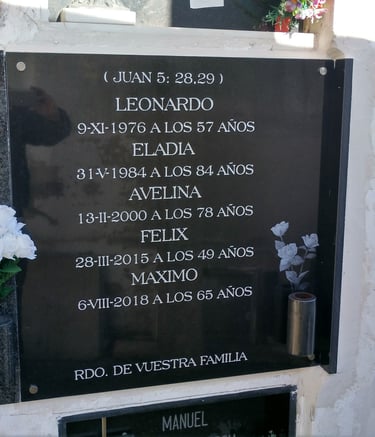 ( JUAN 5: 28,29 )
LEONARDO
9-XI-1976 A LOS 57 AÑOS
ELADIA
31-V-1984 A LOS 84 AÑOS
AVELINA
13-II-2000 A LOS 78 AÑOS
FELIX
28-III-2015 A LOS 49 AÑOS
MAXIMO
6-VIII-2018 A LOS 65 AÑOS
RDO. DE VUESTRA FAMILIA
MANUEL